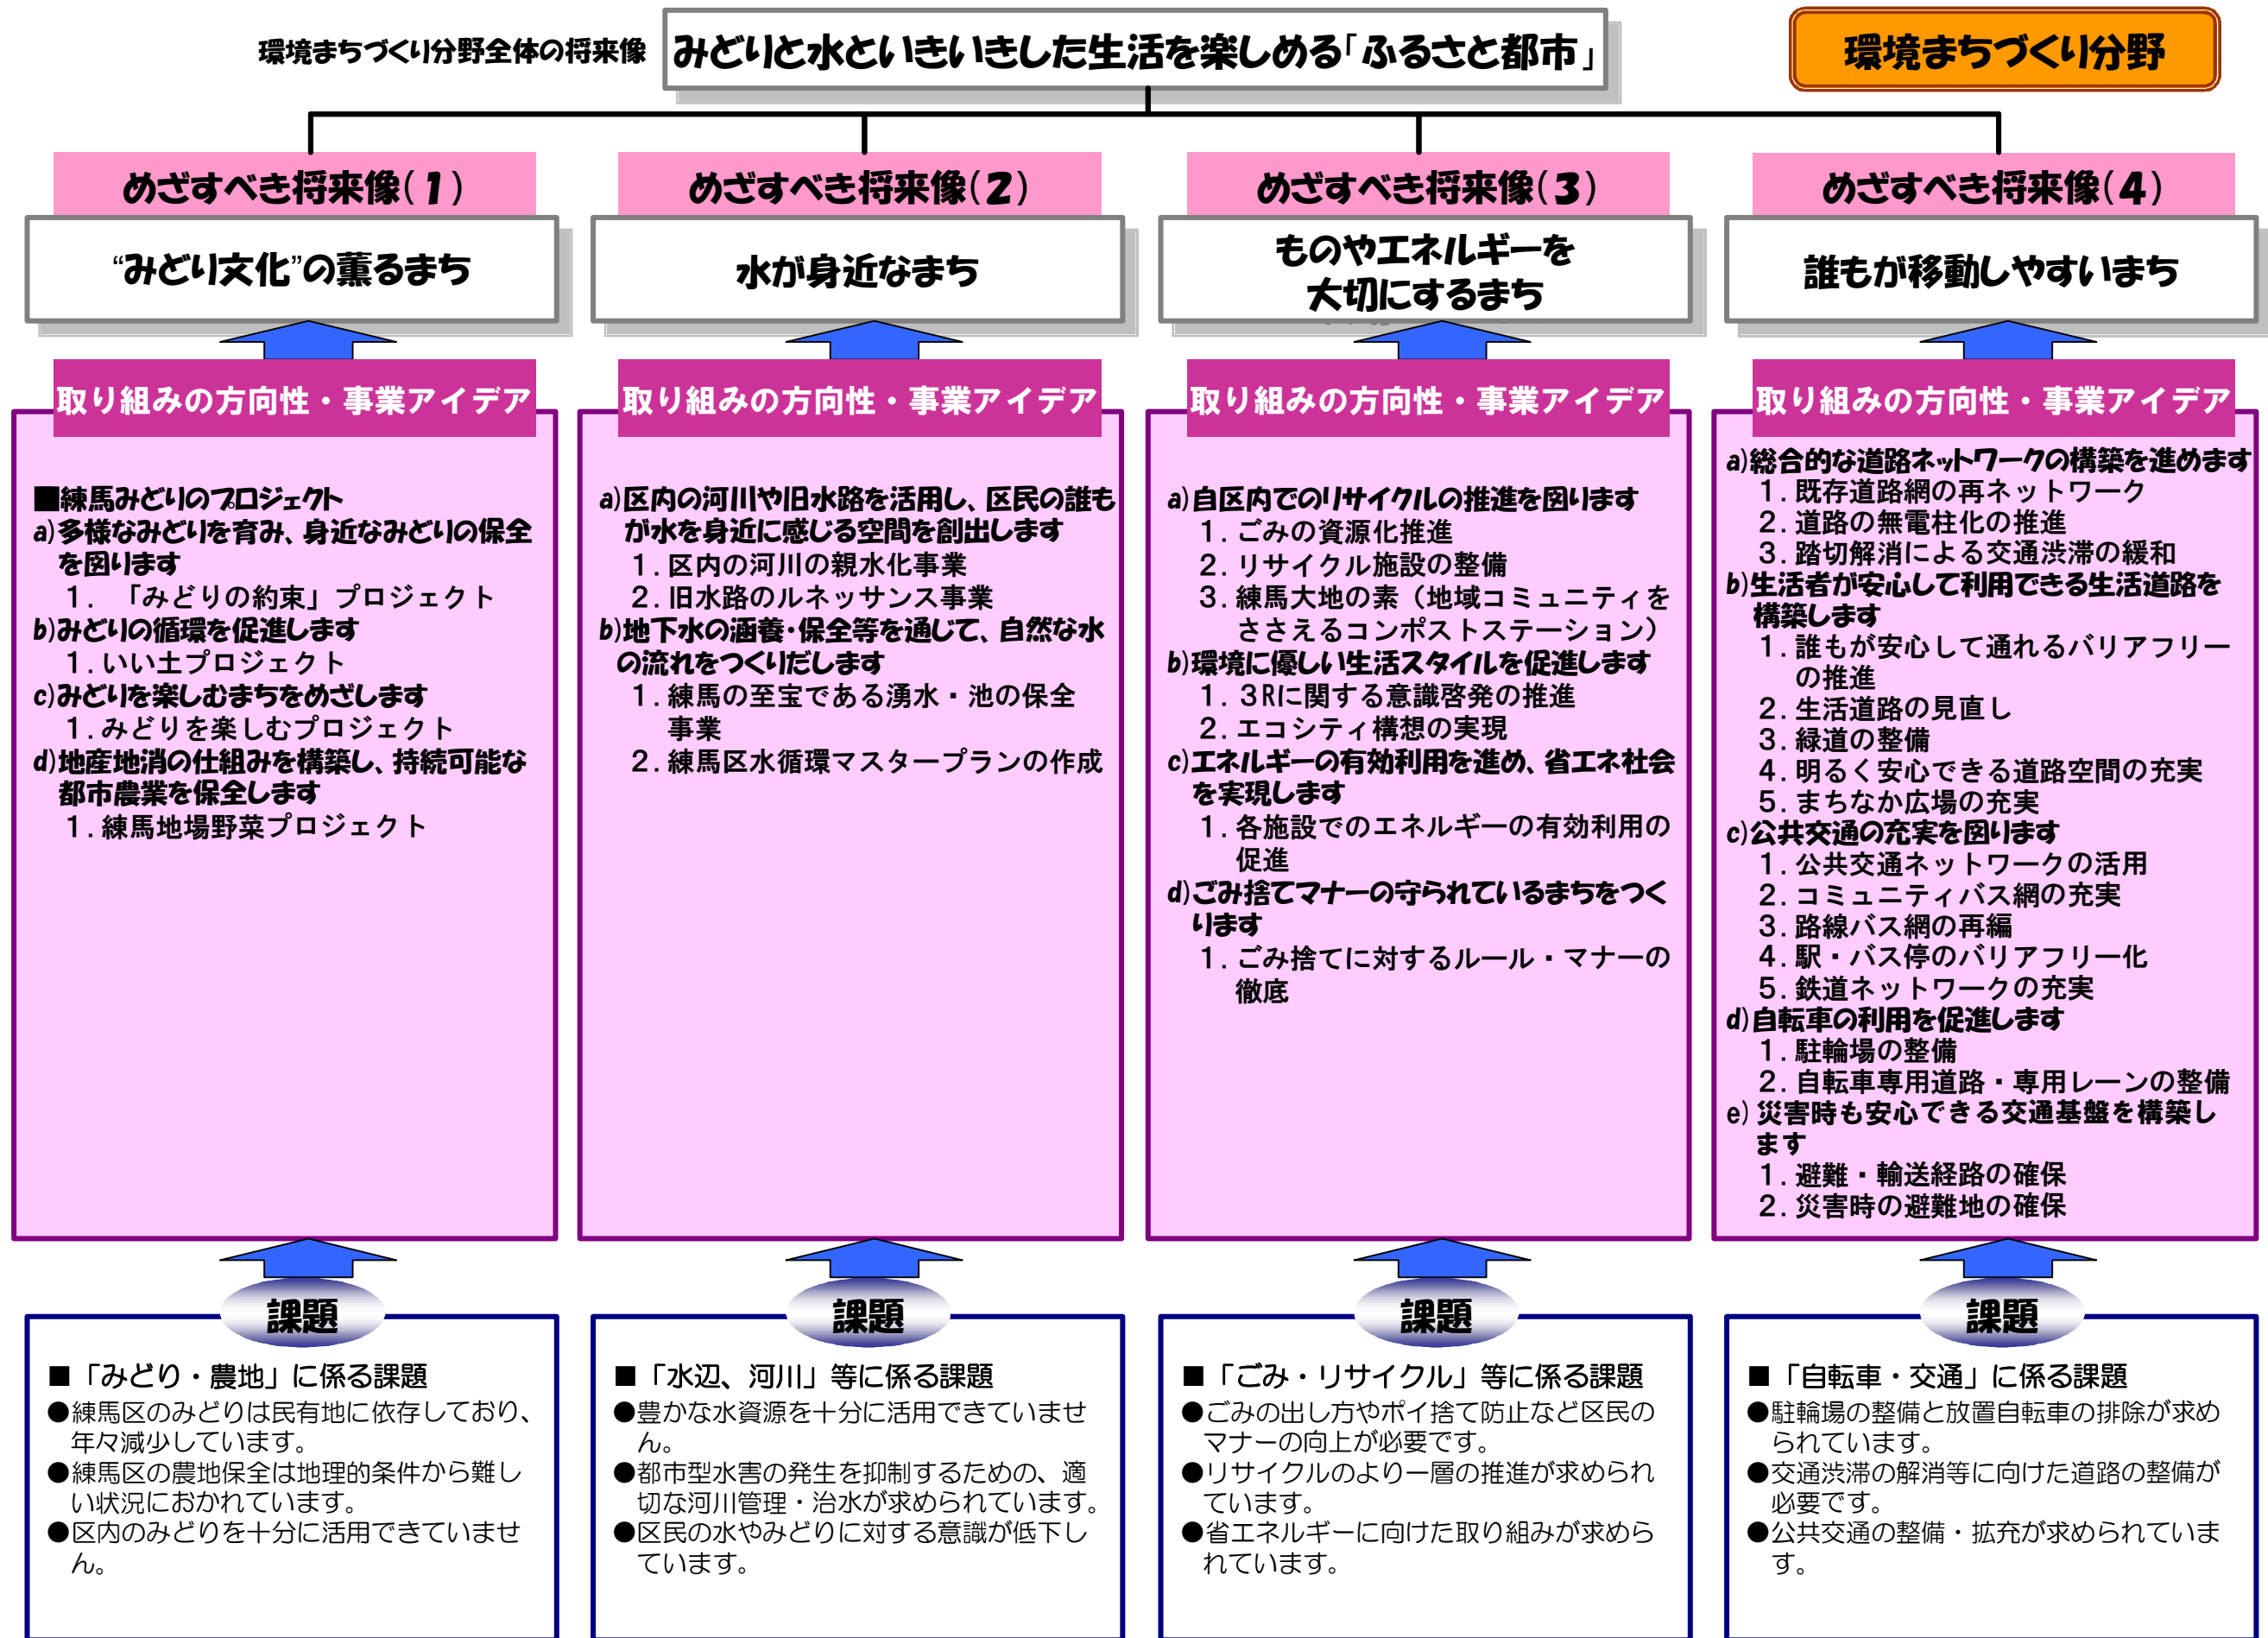 環境まちづくり分野全体の将来像
みどりと水といきいきした生活を楽しめる「ふるさと都市」
環境まちづくり分野
めざすべき将来像(1)
“みどり文化”の薫るまち
取り組みの方向性・事業アイデア
■練馬みどりのプロジェクト
a)多様なみどりを育み、身近なみどりの保全
を図ります
1. 「みどりの約束」プロジェクト
b)みどりの循環を促進します
1. いい土プロジェクト
c)みどりを楽しむまちをめざします
1. みどりを楽しむプロジェクト
d)地産地消の仕組みを構築し、持続可能な
都市農業を保全します
1. 練馬地場野菜プロジェクト
課題
■「みどり・農地」に係る課題
●練馬区のみどりは民有地に依存しており、
年々減少しています。
●練馬区の農地保全は地理的条件から難し
い状況におかれています。
●区内のみどりを十分に活用できていませ
ん。
めざすべき将来像(2)
水が身近なまち
取り組みの方向性・事業アイデア
a)区内の河川や旧水路を活用し、区民の誰も
が水を身近に感じる空間を創出します
1. 区内の河川の親水化事業
2. 旧水路のルネッサンス事業
b)地下水の涵養・保全等を通じて、自然な水
の流れをつくりだします
1. 練馬の至宝である湧水・池の保全
事業
2. 練馬区水循環マスタープランの作成
課題
■「水辺、河川」等に係る課題
●豊かな水資源を十分に活用できていませ
ん。
●都市型水害の発生を抑制するための、適
切な河川管理・治水が求められています。
●区民の水やみどりに対する意識が低下し
ています。
めざすべき将来像(3)
ものやエネルギーを
大切にするまち
取り組みの方向性・事業アイデア
a)自区内でのリサイクルの推進を図ります
1. ごみの資源化推進
2. リサイクル施設の整備
3. 練馬大地の素（地域コミュニティを
ささえるコンポストステーション）
b)環境に優しい生活スタイルを促進します
1. 3Rに関する意識啓発の推進
2. エコシティ構想の実現
c)エネルギーの有効利用を進め、省エネ社会
を実現します
1. 各施設でのエネルギーの有効利用の
促進
d)ごみ捨てマナーの守られているまちをつく
ります
1. ごみ捨てに対するルール・マナーの
徹底
課題
■「ごみ・リサイクル」等に係る課題
●ごみの出し方やポイ捨て防止など区民の
マナーの向上が必要です。
●リサイクルのより一層の推進が求められ
ています。
●省エネルギーに向けた取り組みが求めら
れています。
めざすべき将来像(4)
誰もが移動しやすいまち
取り組みの方向性・事業アイデア
a)総合的な道路ネットワークの構築を進めます
1. 既存道路網の再ネットワーク
2. 道路の無電柱化の推進
3. 踏切解消による交通渋滞の緩和
b)生活者が安心して利用できる生活道路を
構築します
1. 誰もが安心して通れるバリアフリー
の推進
2. 生活道路の見直し
3. 緑道の整備
4. 明るく安心できる道路空間の充実
5. まちなか広場の充実
c)公共交通の充実を図ります
1. 公共交通ネットワークの活用
2. コミュニティバス網の充実
3. 路線バス網の再編
4. 駅・バス停のバリアフリー化
5. 鉄道ネットワークの充実
d)自転車の利用を促進します
1. 駐輪場の整備
2. 自転車専用道路・専用レーンの整備
e)災害時も安心できる交通基盤を構築し
ます
1. 避難・輸送経路の確保
2. 災害時の避難地の確保
課題
■「自転車・交通」に係る課題
●駐輪場の整備と放置自転車の排除が求め
られています。
●交通渋滞の解消等に向けた道路の整備が
必要です。
●公共交通の整備・拡充が求められていま
す。